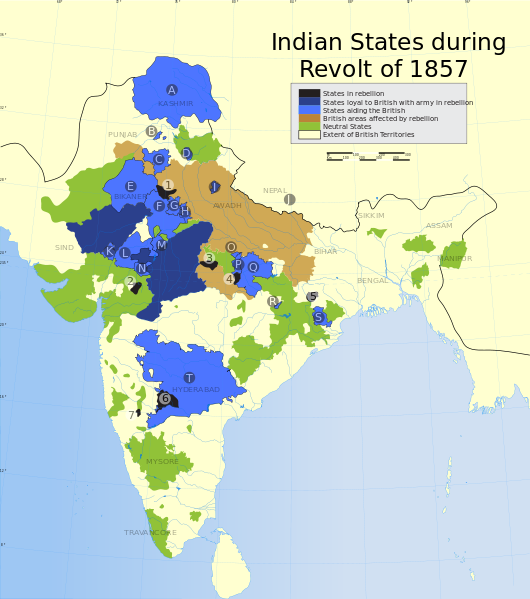 Indian States during
Revolt of 1857
States in rebellion
States loyal to British with army in rebellion
States aiding the British
British areas affected by rebellion
Neutral States
Extent of British Territories
A
KASHMIR
PUNJAB
B
C
D
E
BIKANER
1
J
NEPAL
I
F
G
H
AWADH
SIKKIM
ASSAM
SIND
K
L
M
O
BIHAR
MANIPUR
N
3
P
Q
2
4
BENGAL
R
5
S
T
HYDERABAD
6
7
MYSORE
TRAVANCORE